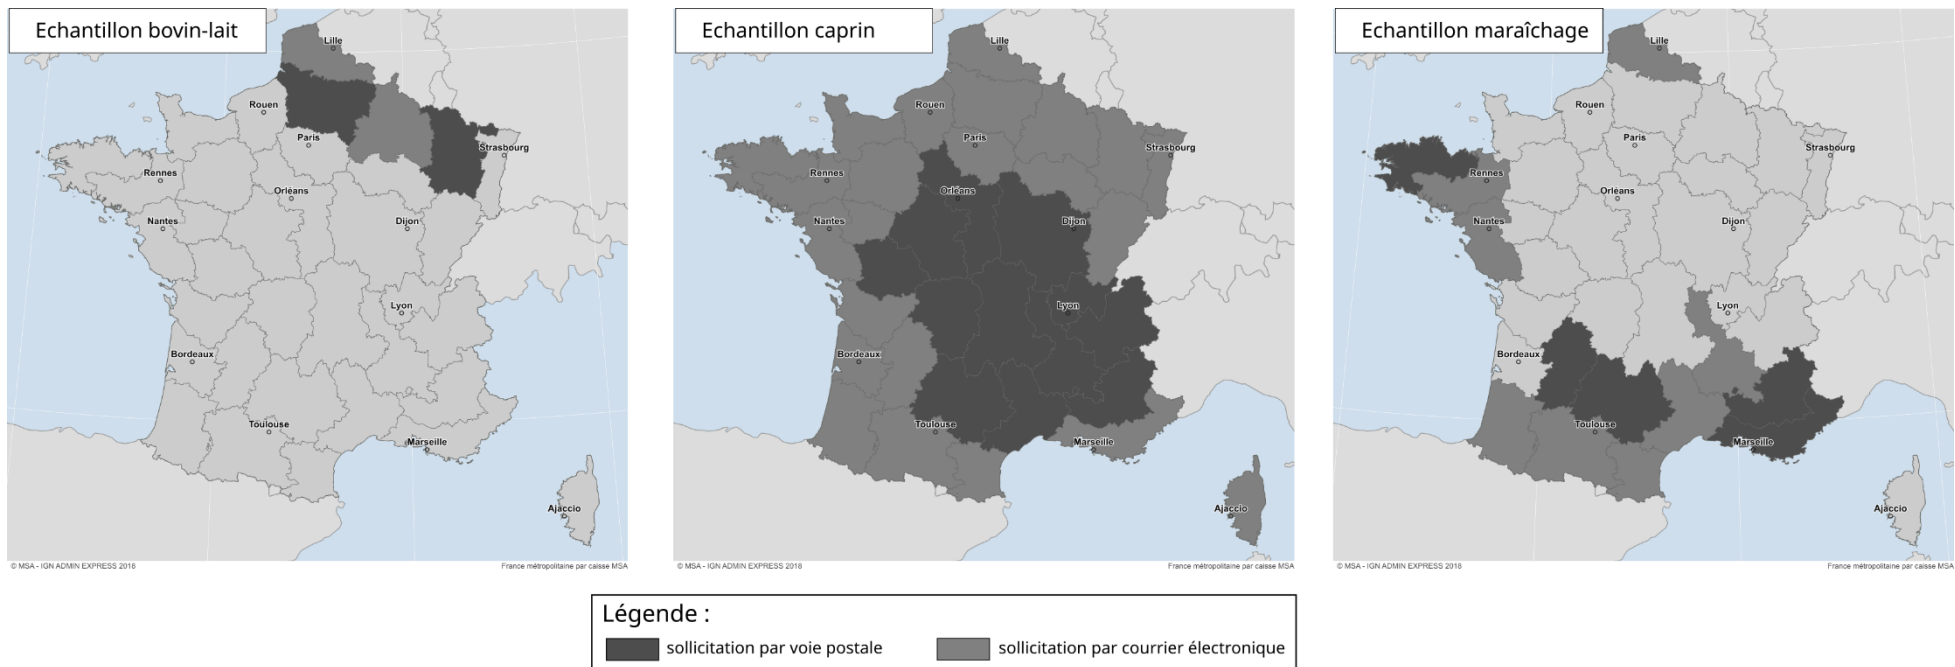 Echantillon bovin-lait
Lille
Rouen
Paris
Strasbourg
Rennes
Orléans
Nantes
Dijon
Lyon
Bordeaux
Toulouse
Marseille
Ajaccio
© MSA - IGN ADMIN EXPRESS 2018
France métropolitaine par caisse MSA
Echantillon caprin
Lille
Rouen
Paris
Strasbourg
Rennes
Orléans
Nantes
Dijon
Lyon
Bordeaux
Toulouse
Marseille
Ajaccio
© MSA - IGN ADMIN EXPRESS 2018
France métropolitaine par caisse MSA
Echantillon maraîchage
Lille
Rouen
Paris
Strasbourg
Rennes
Orléans
Nantes
Dijon
Lyon
Bordeaux
Toulouse
Marseille
Ajaccio
© MSA - IGN ADMIN EXPRESS 2018
France métropolitaine par caisse MSA
Légende :
sollicitation par voie postale
sollicitation par courrier électronique